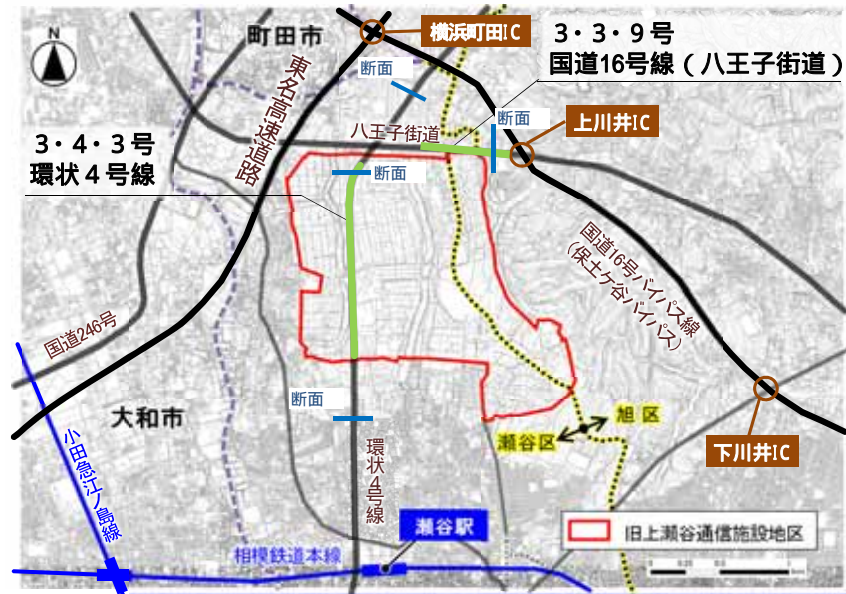 N
町田市
横浜町田IC
3・3・9号
国道16号線（八王子街道）
断面
東名高速道路
3・4・3号
環状4号線
八王子街道
断面
上川井IC
断面
国道16号バイパス線
（保土ケ谷バイパス）
国道246号
大和市
断面
旭区
瀬谷区
下川井IC
小田急江ノ島線
環状4号線
瀬谷駅
相模鉄道本線
旧上瀬谷通信施設地区